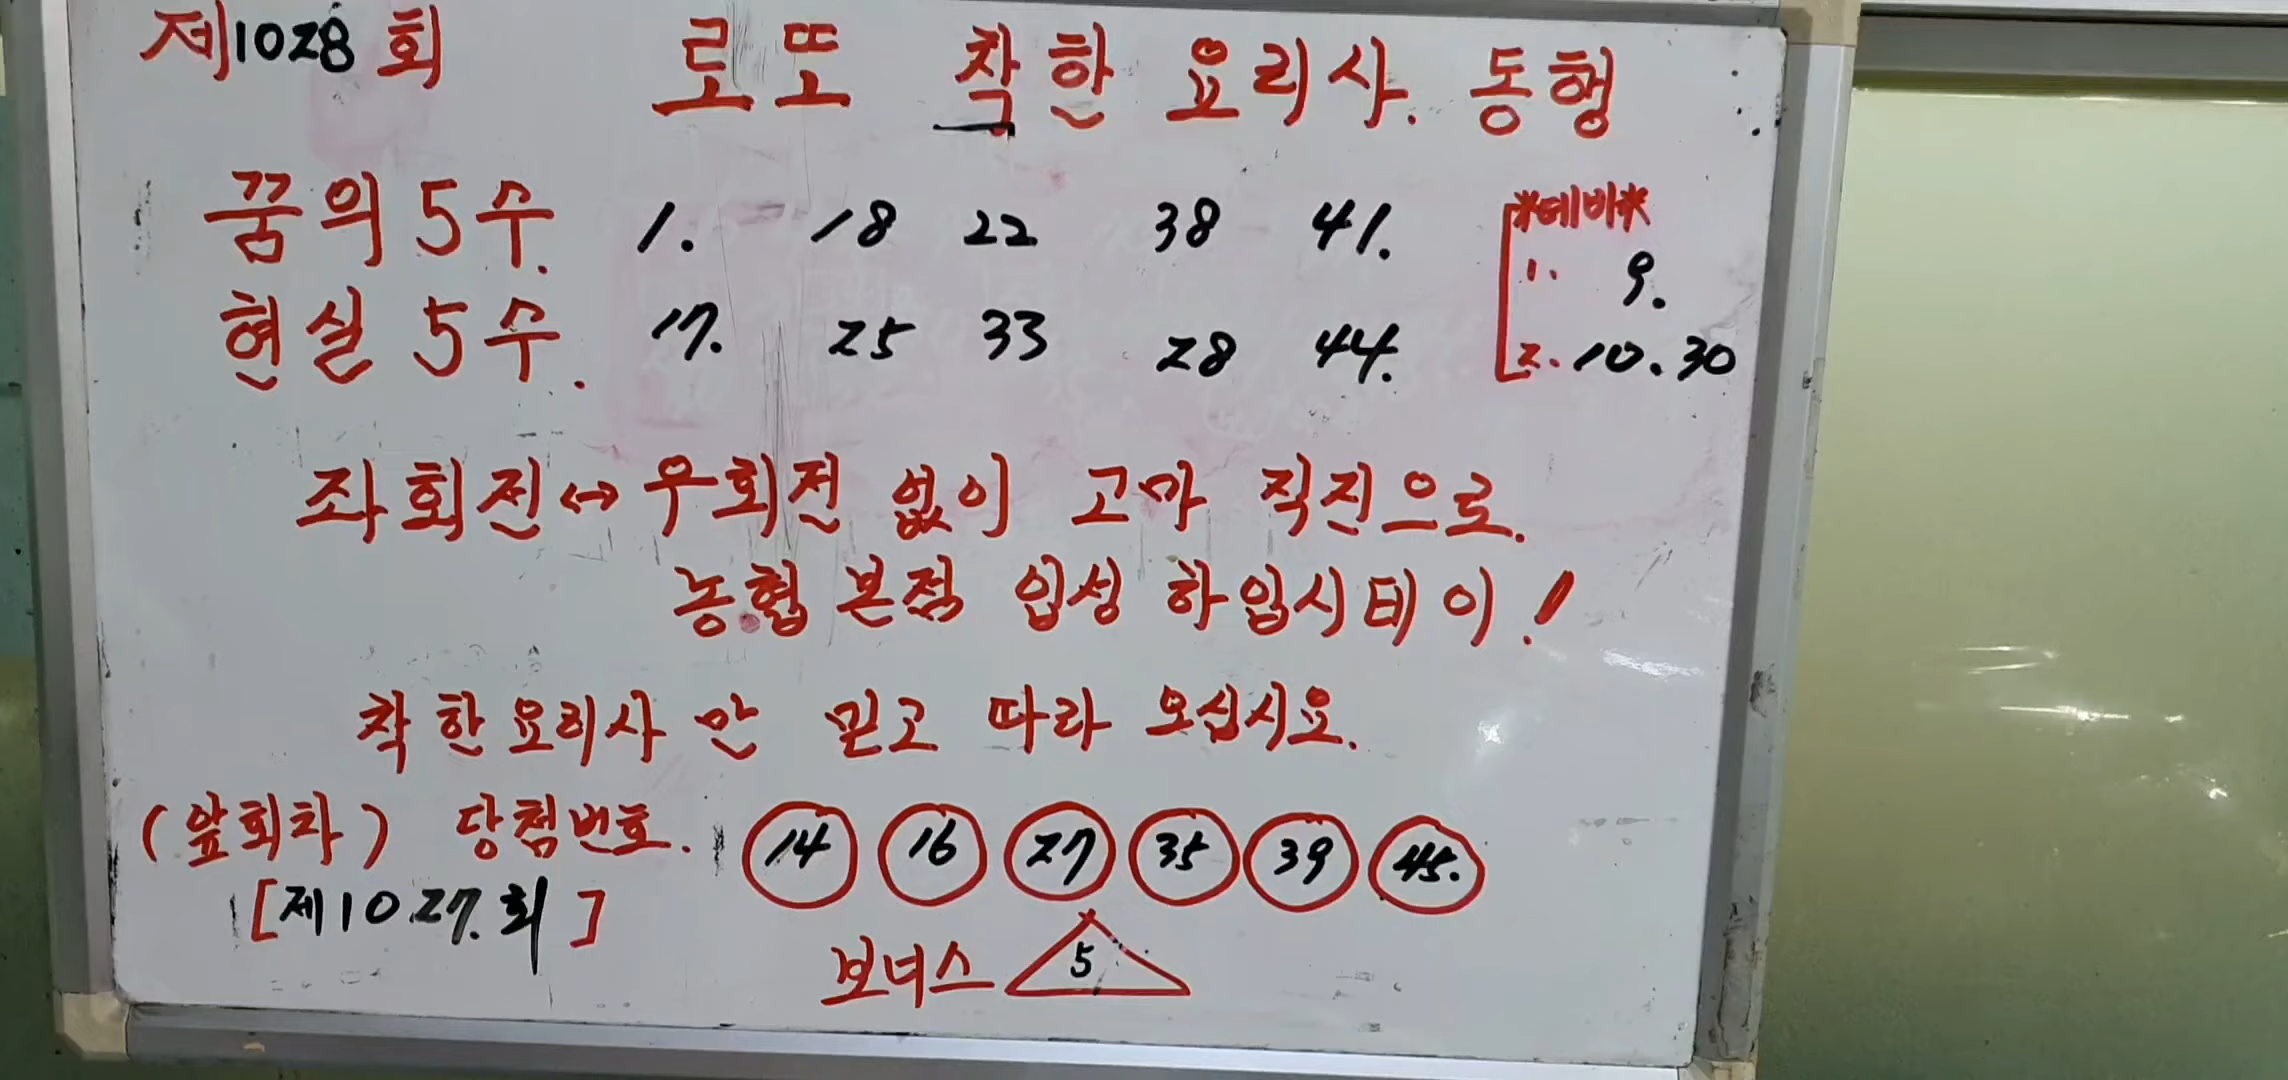 제1028회 로또 착한 요리사. 동행
꿈의 5수. 1. 18 22 38 41.
현실 5수. 17. 25 33 28 44.
*테비*
1. 9.
2. 10. 30
좌회전↔우회전 없이 고마 직진으로.
농협 본점 입성 하입시테이!
착한요리사 만 믿고 따라 오십시요.
(앞회차) 당첨번호. 14 16 27 35 39 45.
[제1027.회]
보너스 5